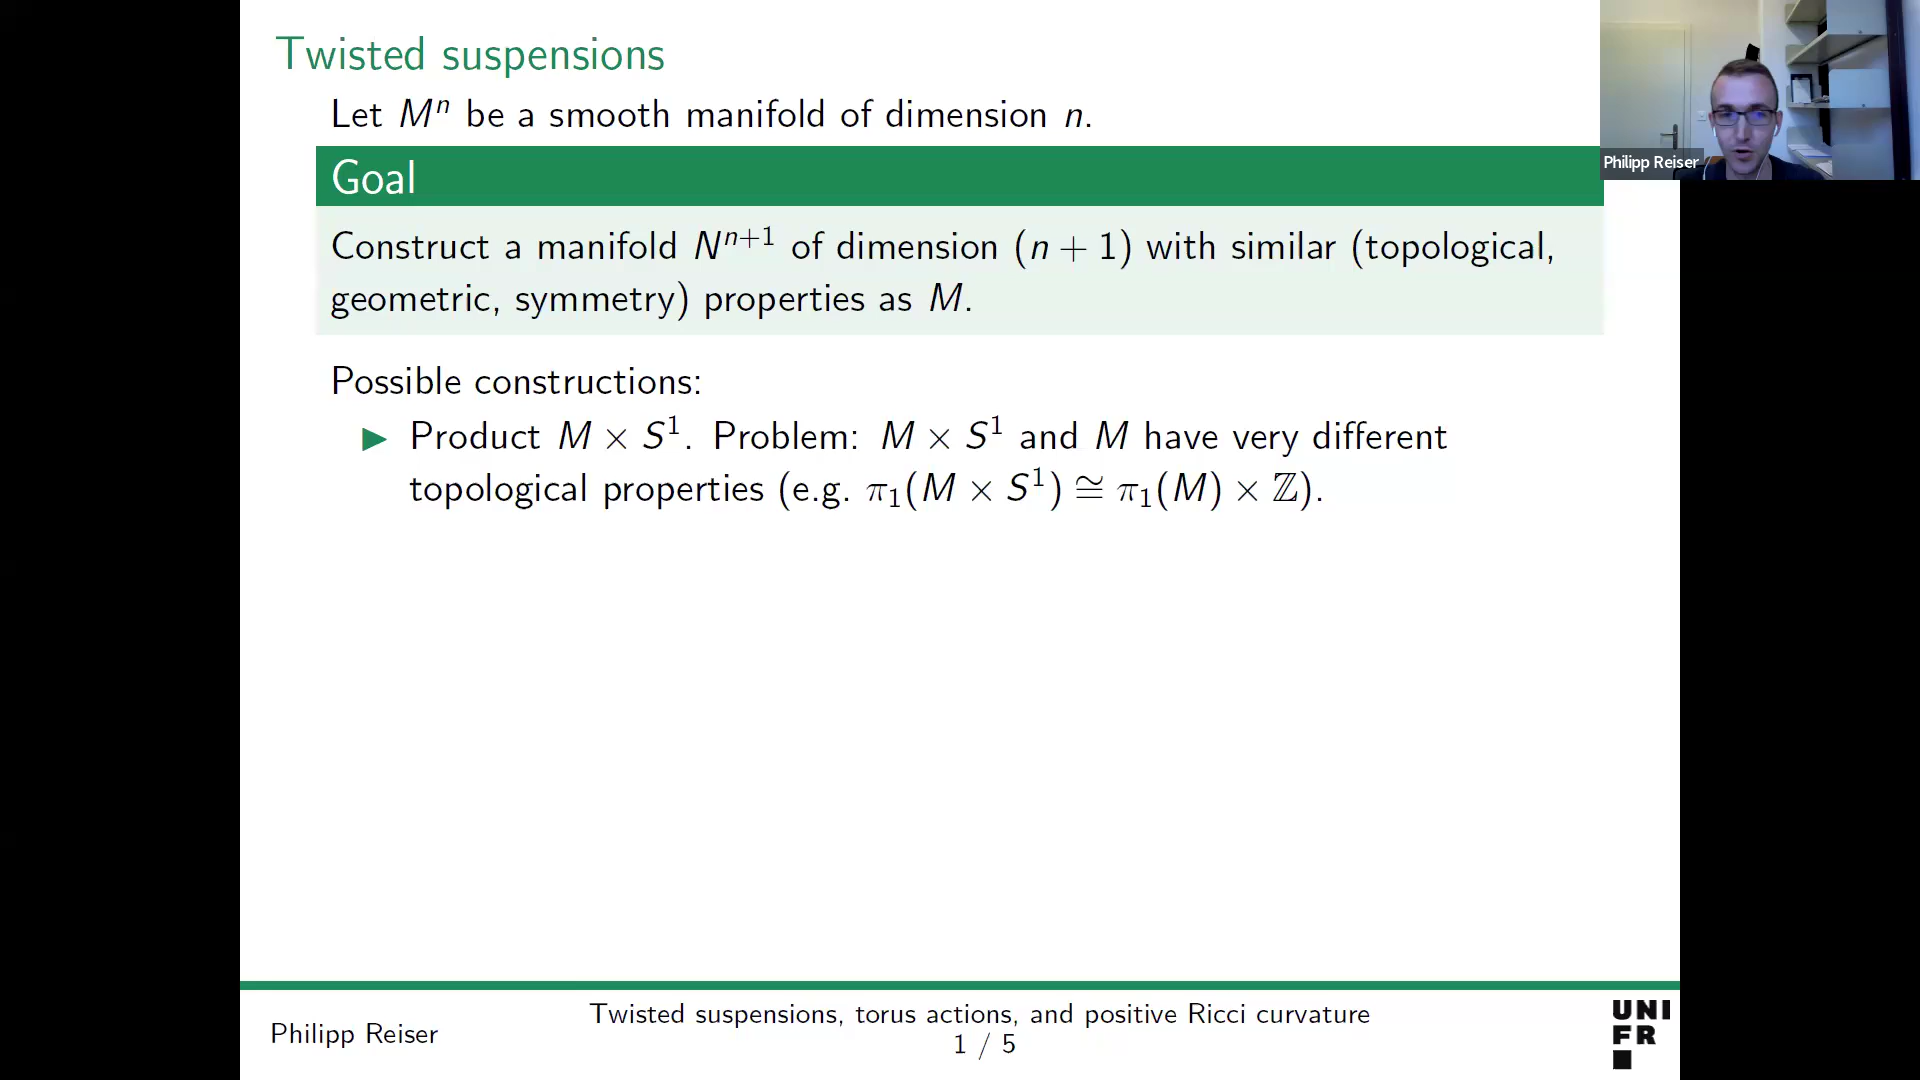 Twisted suspensions
Let Mⁿ be a smooth manifold of dimension n.
Goal
Construct a manifold Nⁿ⁺¹ of dimension (n + 1) with similar (topological,
geometric, symmetry) properties as M.
Possible constructions:
▶ Product M × S¹. Problem: M × S¹ and M have very different
topological properties (e.g. π₁(M × S¹) ≅ π₁(M) × ℤ).
Philipp Reiser
Philipp Reiser
Twisted suspensions, torus actions, and positive Ricci curvature
1 / 5
UNI
FR